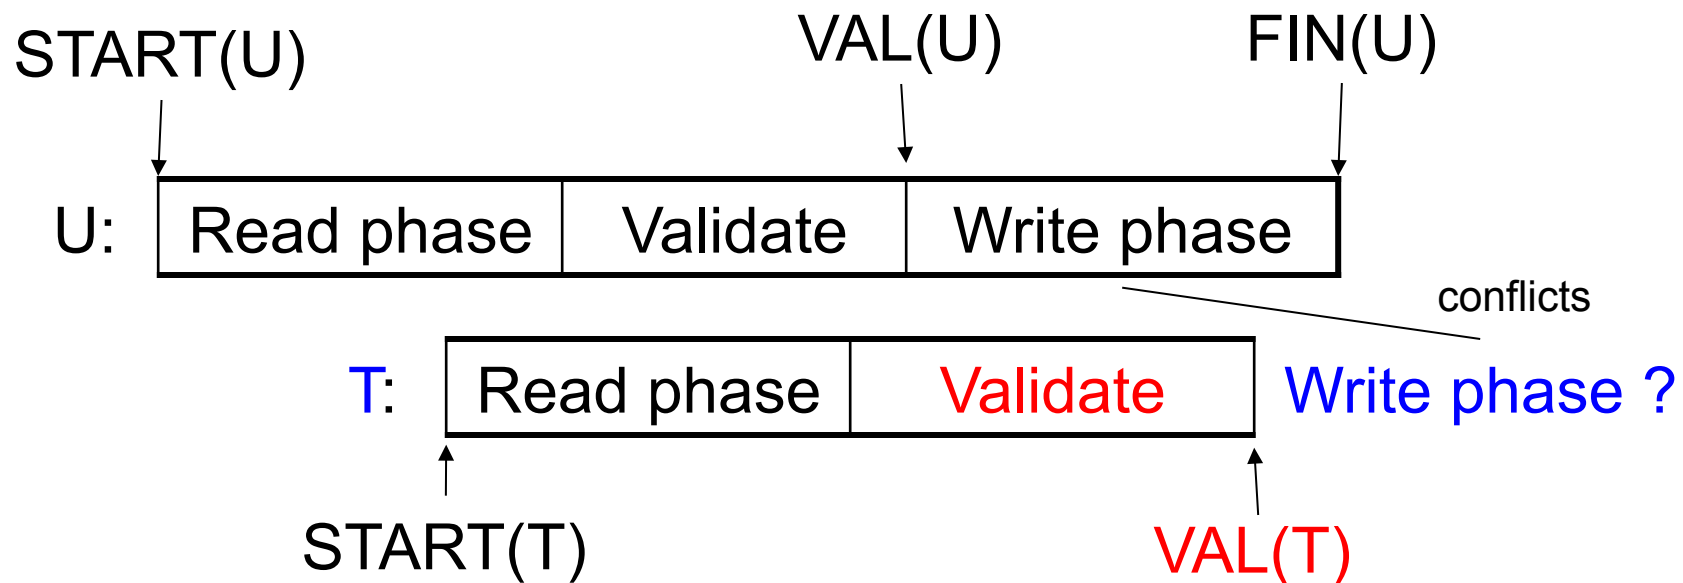 START(U) VAL(U) FIN(U)
U: Read phase Validate Write phase
conflicts
T: Read phase Validate Write phase ?
START(T) VAL(T)